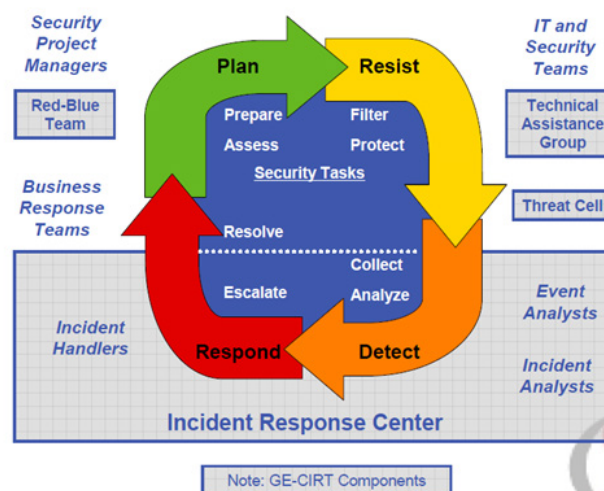 Security
Project
Managers
Red-Blue
Team
Plan
Resist
IT and
Security
Teams
Technical
Assistance
Group
Prepare
Filter
Assess
Protect
Security Tasks
Business
Response
Teams
Threat Cell
Resolve
Collect
Escalate
Analyze
Incident
Handlers
Event
Analysts
Respond
Detect
Incident
Analysts
Incident Response Center
Note: GE-CIRT Components